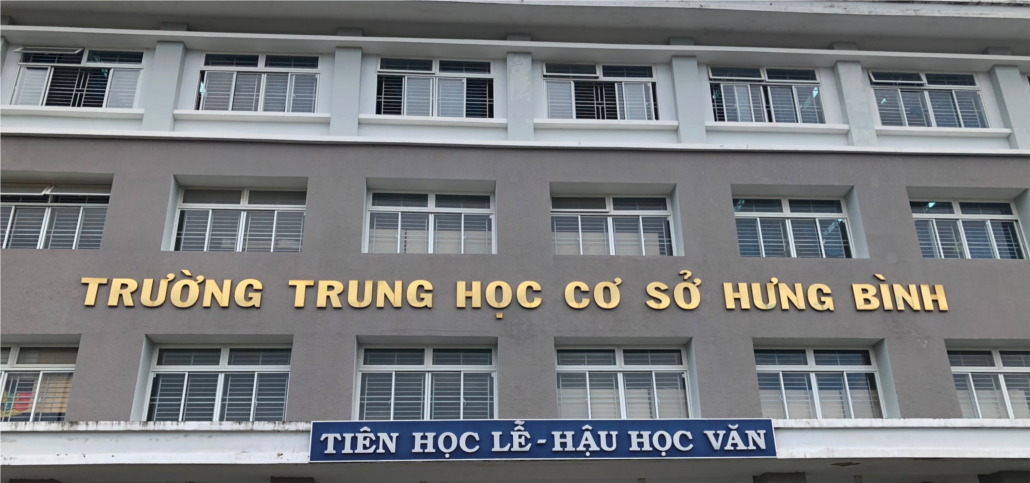 TRƯỜNG TRUNG HỌC CƠ SỞ HƯNG BÌNH
TIÊN HỌC LỄ - HẬU HỌC VĂN